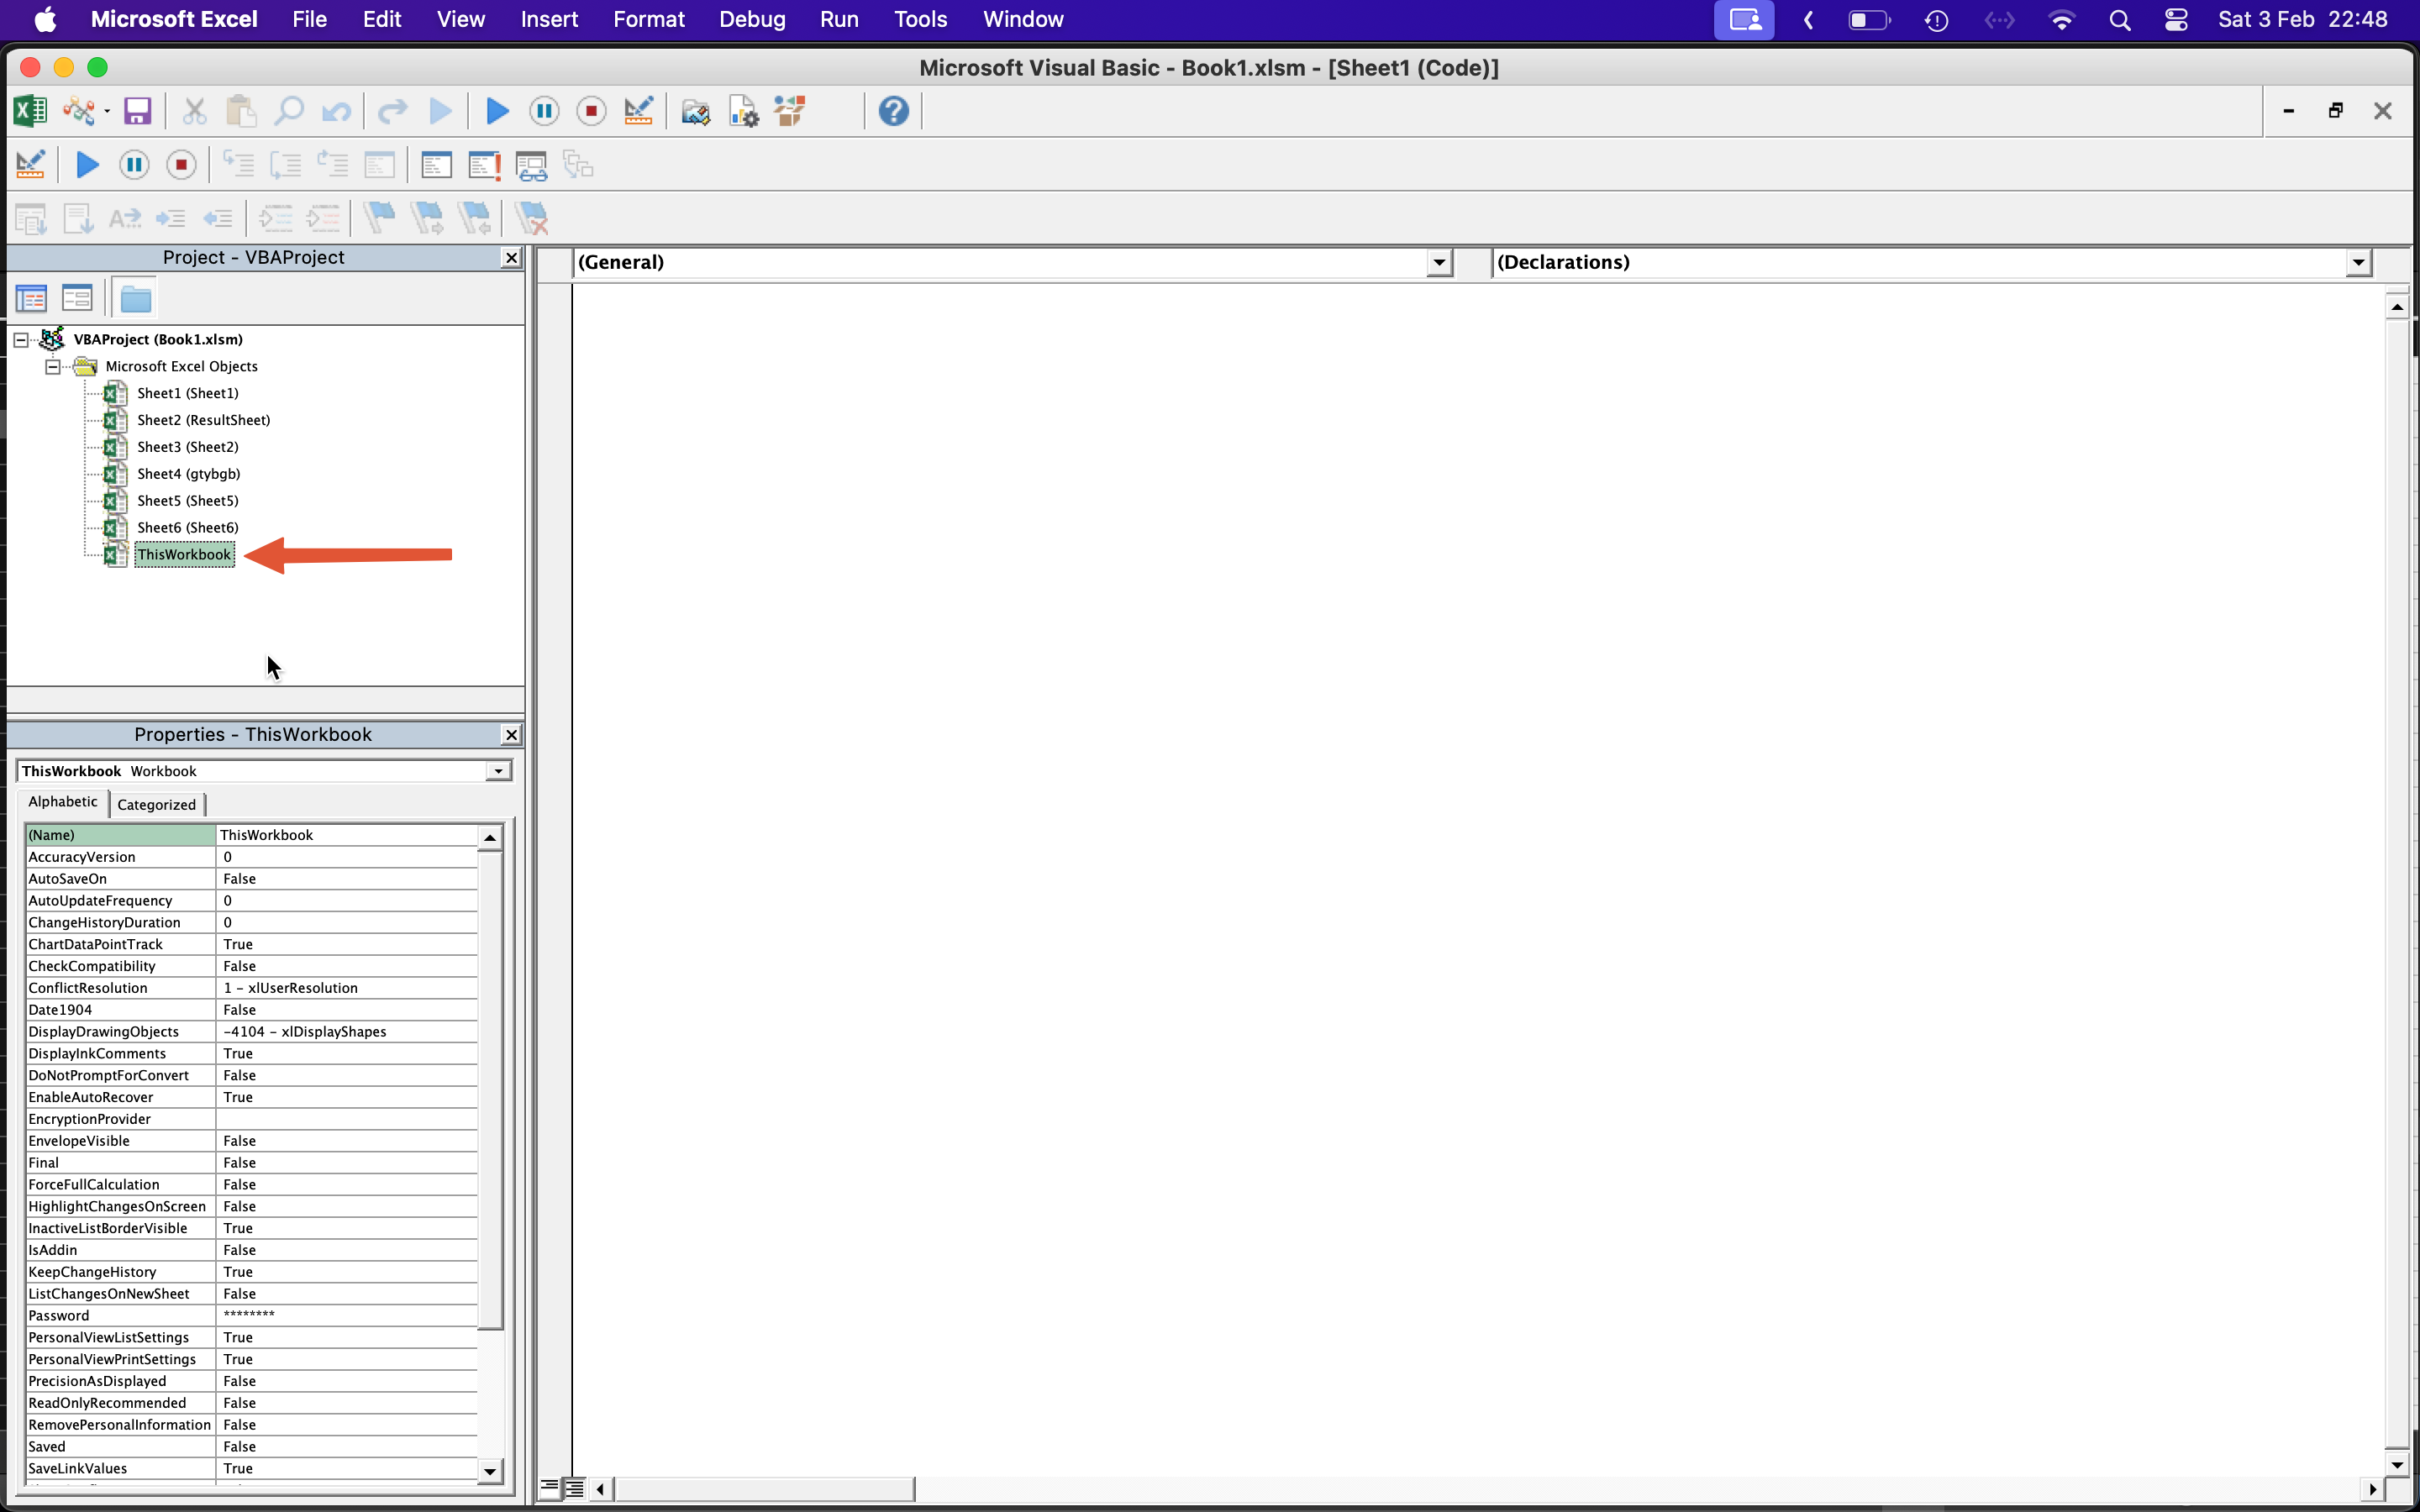 Microsoft Excel File Edit View Insert Format Debug Run Tools Window Sat 3 Feb 22:48
Microsoft Visual Basic - Book1.xlsm - [Sheet1 (Code)]
Project - VBAProject
(General) (Declarations)
VBAProject (Book1.xlsm)
Microsoft Excel Objects
Sheet1 (Sheet1)
Sheet2 (ResultSheet)
Sheet3 (Sheet2)
Sheet4 (gtybgb)
Sheet5 (Sheet5)
Sheet6 (Sheet6)
ThisWorkbook
Properties - ThisWorkbook
ThisWorkbook Workbook
Alphabetic Categorized
(Name) ThisWorkbook
AccuracyVersion 0
AutoSaveOn False
AutoUpdateFrequency 0
ChangeHistoryDuration 0
ChartDataPointTrack True
CheckCompatibility False
ConflictResolution 1 - xlUserResolution
Date1904 False
DisplayDrawingObjects -4104 - xlDisplayShapes
DisplayInkComments True
DoNotPromptForConvert False
EnableAutoRecover True
EncryptionProvider
EnvelopeVisible False
Final False
ForceFullCalculation False
HighlightChangesOnScreen False
InactiveListBorderVisible True
IsAddin False
KeepChangeHistory True
ListChangesOnNewSheet False
Password ********
PersonalViewListSettings True
PersonalViewPrintSettings True
PrecisionAsDisplayed False
ReadOnlyRecommended False
RemovePersonalInformation False
Saved False
SaveLinkValues True